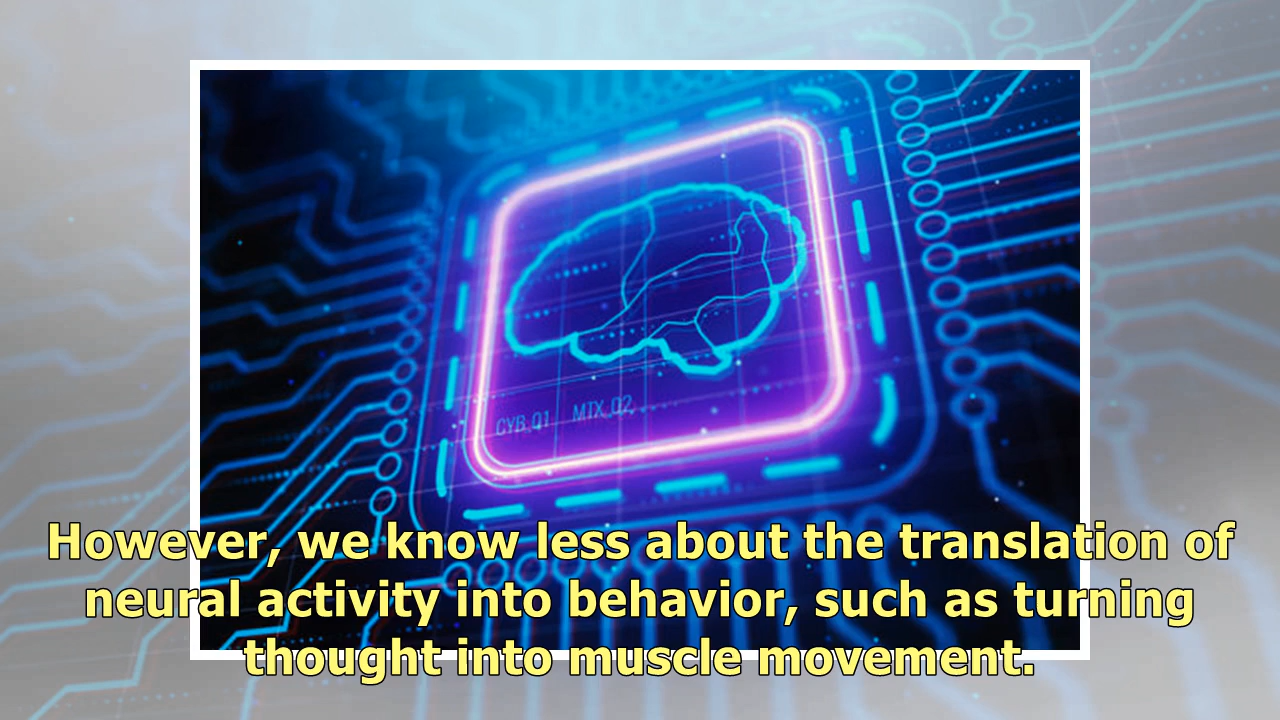 CYB_01 MTX_02
However, we know less about the translation of
neural activity into behavior, such as turning
thought into muscle movement.